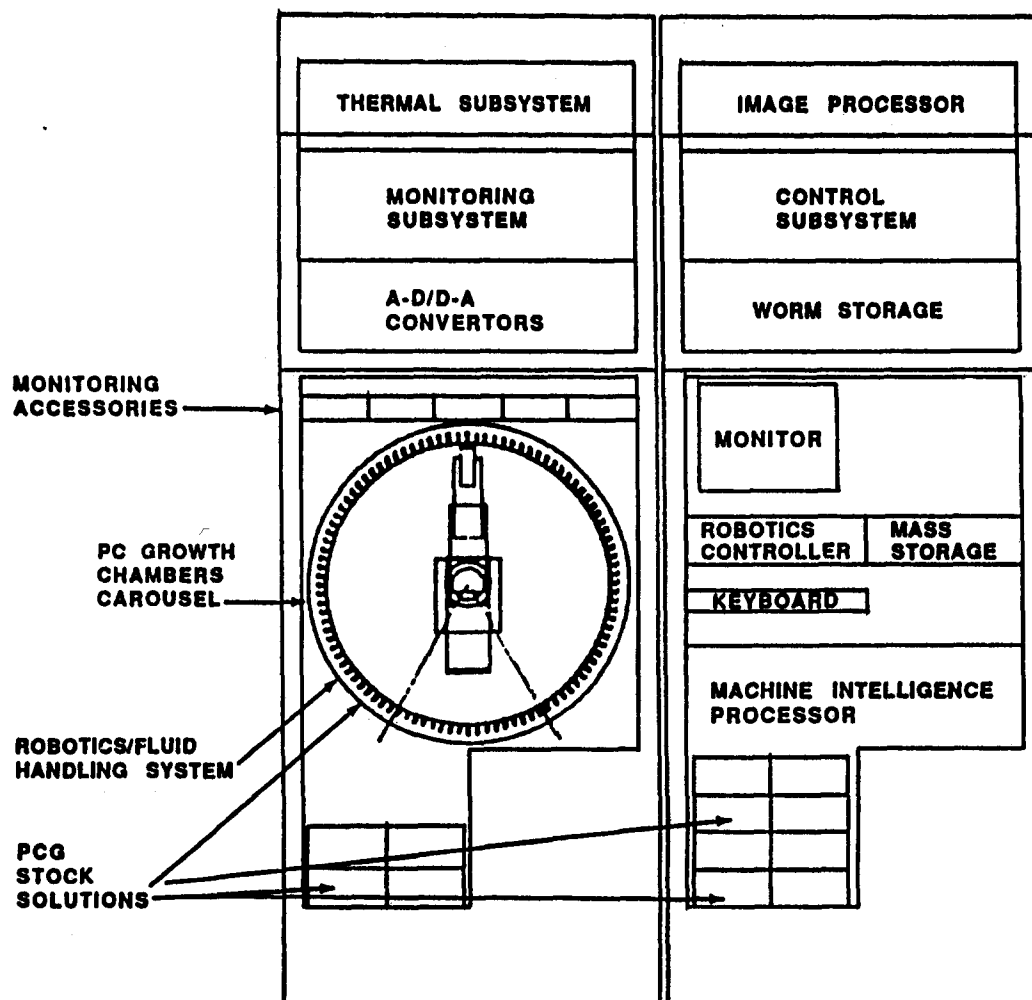 THERMAL SUBSYSTEM
MONITORING
SUBSYSTEM
A-D/D-A
CONVERTORS
IMAGE PROCESSOR
CONTROL
SUBSYSTEM
WORM STORAGE
MONITORING
ACCESSORIES
PC GROWTH
CHAMBERS
CAROUSEL
ROBOTICS/FLUID
HANDLING SYSTEM
PCG
STOCK
SOLUTIONS
MONITOR
ROBOTICS
CONTROLLER
MASS
STORAGE
KEYBOARD
MACHINE INTELLIGENCE
PROCESSOR